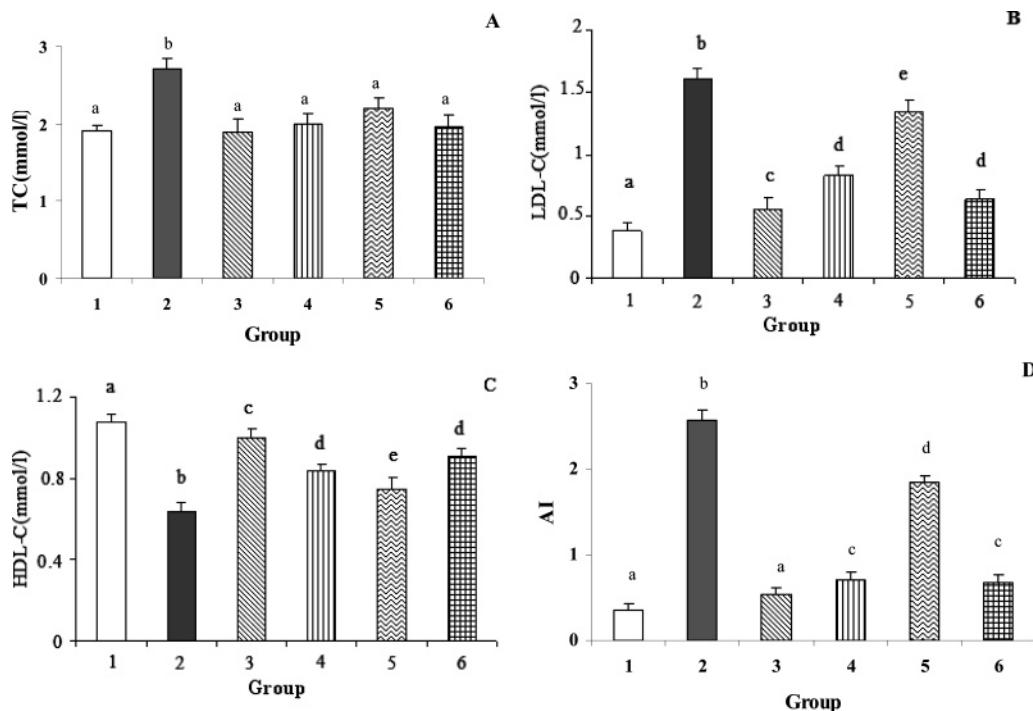 A
TC(mmol/l)
3
2
1
0
a
b
a
a
a
a
1 2 3 4 5 6
Group
B
LDL-C(mmol/l)
2
1.5
1
0.5
0
a
b
c
d
e
d
1 2 3 4 5 6
Group
C
HDL-C(mmol/l)
1.2
0.8
0.4
0
a
b
c
d
e
d
1 2 3 4 5 6
Group
D
AI
3
2
1
0
a
b
a
c
d
c
1 2 3 4 5 6
Group